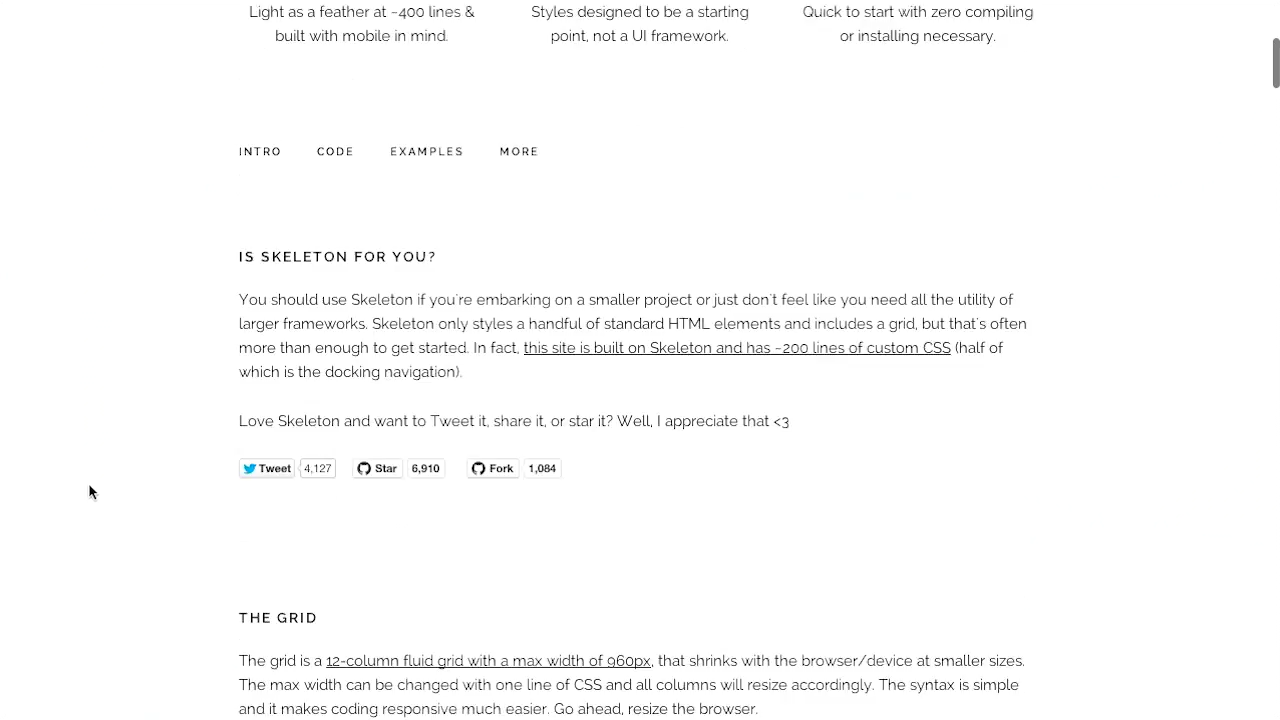 Light as a feather at ~400 lines &
built with mobile in mind.
Styles designed to be a starting
point, not a UI framework.
Quick to start with zero compiling
or installing necessary.
INTRO CODE EXAMPLES MORE
IS SKELETON FOR YOU?
You should use Skeleton if you're embarking on a smaller project or just don't feel like you need all the utility of
larger frameworks. Skeleton only styles a handful of standard HTML elements and includes a grid, but that's often
more than enough to get started. In fact, this site is built on Skeleton and has ~200 lines of custom CSS (half of
which is the docking navigation).
Love Skeleton and want to Tweet it, share it, or star it? Well, I appreciate that <3
Tweet 4,127 Star 6,910 Fork 1,084
THE GRID
The grid is a 12-column fluid grid with a max width of 960px, that shrinks with the browser/device at smaller sizes.
The max width can be changed with one line of CSS and all columns will resize accordingly. The syntax is simple
and it makes coding responsive much easier. Go ahead, resize the browser.